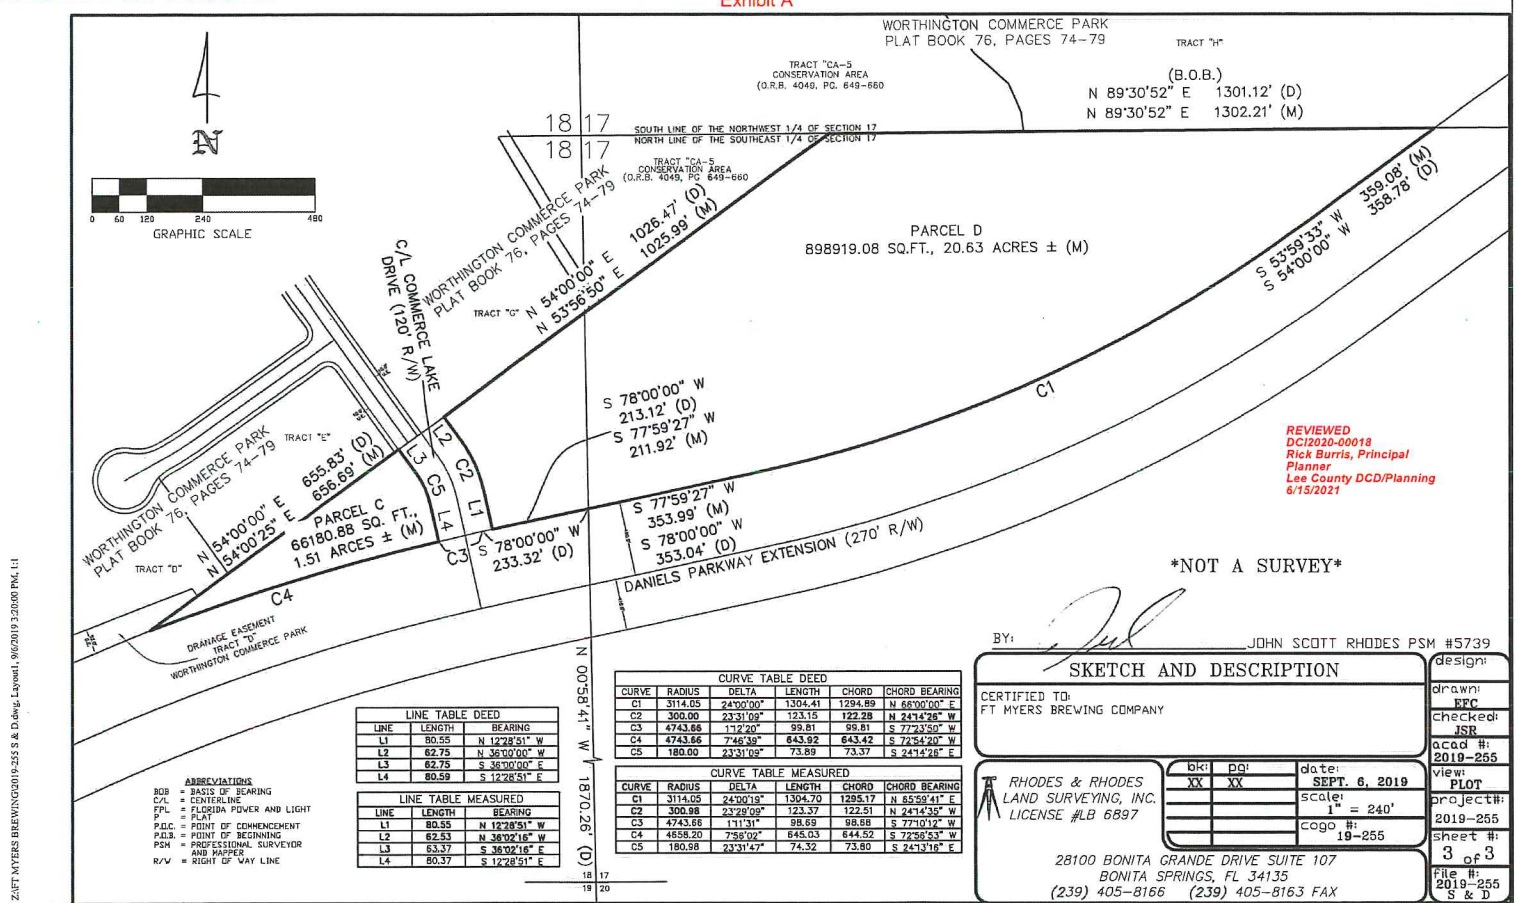 Exhibit A
WORTHINGTON COMMERCE PARK
PLAT BOOK 76, PAGES 74-79
TRACT "H"
TRACT "CA-5
CONSERVATION AREA
(O.R.B. 4049, PG. 649-660
(B.O.B.)
N 89°30'52" E 1301.12' (D)
N 89°30'52" E 1302.21' (M)
N
0 60 120 240 480
GRAPHIC SCALE
18 17
SOUTH LINE OF THE NORTHWEST 1/4 OF SECTION 17
NORTH LINE OF THE SOUTHEAST 1/4 OF SECTION 17
18 17
TRACT "CA-5
CONSERVATION AREA
(O.R.B. 4049, PG 649-660
WORTHINGTON COMMERCE PARK
PLAT BOOK 76, PAGES 74-79
TRACT "G"
N 54°00'00" E 1026.47' (D)
N 53°56'50" E 1025.99' (M)
C/L COMMERCE LAKE
DRIVE (120' R/W)
PARCEL D
898919.08 SQ.FT., 20.63 ACRES ± (M)
S 53°59'33" W 359.08' (M)
S 54°00'00" W 358.78' (D)
C1
S 78°00'00" W
213.12' (D)
S 77°59'27" W
211.92' (M)
REVIEWED
DCI2020-00018
Rick Burris, Principal
Planner
Lee County DCD/Planning
6/15/2021
WORTHINGTON COMMERCE PARK
PLAT BOOK 76, PAGES 74-79
TRACT "E"
TRACT "D"
655.83' (D)
656.69' (M)
N 54°00'00" E
N 54°00'25" E
PARCEL C
66180.88 SQ. FT.,
1.51 ARCES ± (M)
L2
L3
C2
C5
L1
L4
C3
C4
S 78°00'00" W
233.32' (D)
S 77°59'27" W
353.99' (M)
S 78°00'00" W
353.04' (D)
DANIELS PARKWAY EXTENSION (270' R/W)
DRANAGE EASEMENT
TRACT "D"
WORTHINGTON COMMERCE PARK
N 00°58'41" W 1870.26' (D)
18 17
19 20
*NOT A SURVEY*
BY:
JOHN SCOTT RHODES PSM #5739
LINE TABLE DEED
LINE LENGTH BEARING
L1 80.55 N 12°28'51" W
L2 62.75 N 36°00'00" W
L3 62.75 S 36°00'00" E
L4 80.59 S 12°28'51" E
LINE TABLE MEASURED
LINE LENGTH BEARING
L1 80.55 N 12°28'51" W
L2 62.53 N 36°02'16" W
L3 63.37 S 36°02'16" E
L4 80.37 S 12°28'51" E
CURVE TABLE DEED
CURVE RADIUS DELTA LENGTH CHORD CHORD BEARING
C1 3114.05 24°00'00" 1304.41 1294.89 N 66°00'00" E
C2 300.00 23°31'09" 123.15 122.28 N 24°14'26" W
C3 4743.66 1°12'20" 99.81 99.81 S 77°23'50" W
C4 4743.66 7°46'39" 643.92 643.42 S 72°54'20" W
C5 180.00 23°31'09" 73.89 73.37 S 24°14'26" E
CURVE TABLE MEASURED
CURVE RADIUS DELTA LENGTH CHORD CHORD BEARING
C1 3114.05 24°00'19" 1304.70 1295.17 N 65°59'41" E
C2 300.98 23°29'09" 123.37 122.51 N 24°14'35" W
C3 4743.66 1°11'31" 98.69 98.68 S 77°10'12" W
C4 4658.20 7°56'02" 645.03 644.52 S 72°56'53" W
C5 180.98 23°31'47" 74.32 73.80 S 24°13'16" E
ABBREVIATIONS
BOB = BASIS OF BEARING
C/L = CENTERLINE
FPL = FLORIDA POWER AND LIGHT
P = PLAT
P.O.C. = POINT OF COMMENCEMENT
P.O.B. = POINT OF BEGINNING
PSM = PROFESSIONAL SURVEYOR
AND MAPPER
R/W = RIGHT OF WAY LINE
SKETCH AND DESCRIPTION
CERTIFIED TO:
FT MYERS BREWING COMPANY
RHODES & RHODES
LAND SURVEYING, INC.
LICENSE #LB 6897
bk: pg:
XX XX
date:
SEPT. 6, 2019
scale:
1" = 240'
cogo #:
19-255
28100 BONITA GRANDE DRIVE SUITE 107
BONITA SPRINGS, FL 34135
(239) 405-8166 (239) 405-8163 FAX
design:
drawn:
EFC
checked:
JSR
acad #:
2019-255
view:
PLOT
project#:
2019-255
sheet #:
3 of 3
file #:
2019-255
S & D
Z:\FT MYERS BREWING\2019-255\S & D.dwg, Layout1, 9/6/2019 3:20:00 PM, 1:1